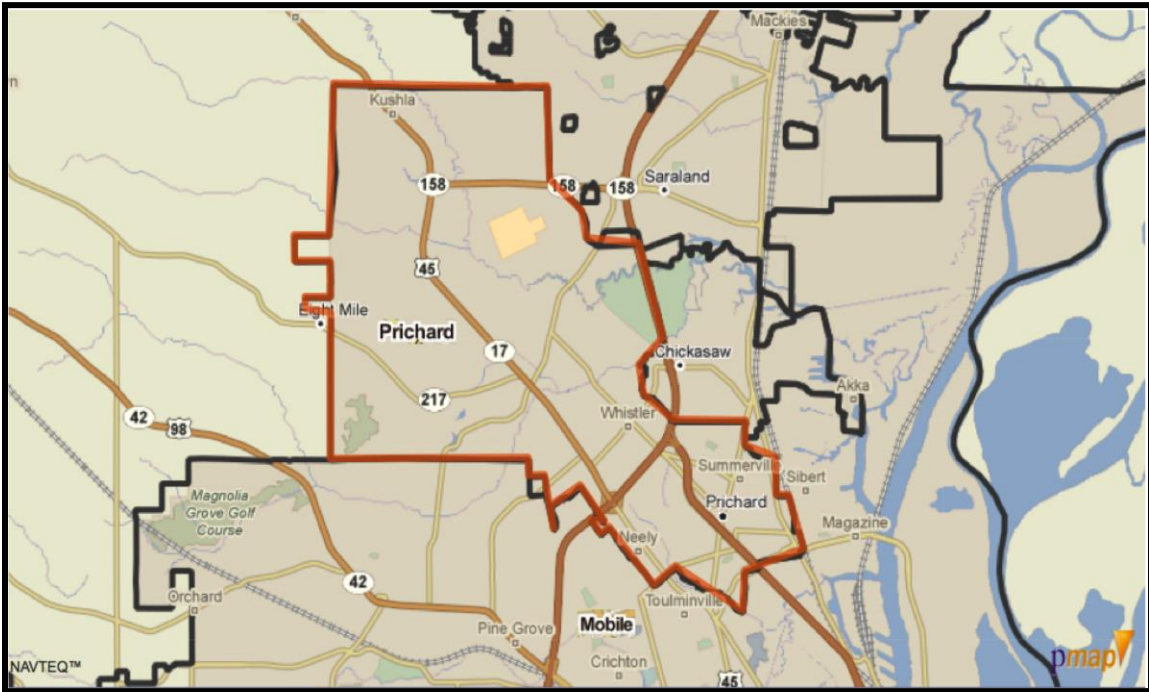 Mackies
n
Kushla
158
158
158
Saraland
45
Eight Mile
Prichard
17
Chickasaw
217
Akka
42
98
Whistler
Summerville
Sibert
Magnolia
Grove Golf
Course
Prichard
Magazine
Neely
42
Orchard
Toulminville
Pine Grove
Mobile
Crichton
NAVTEQ™
45
pmap